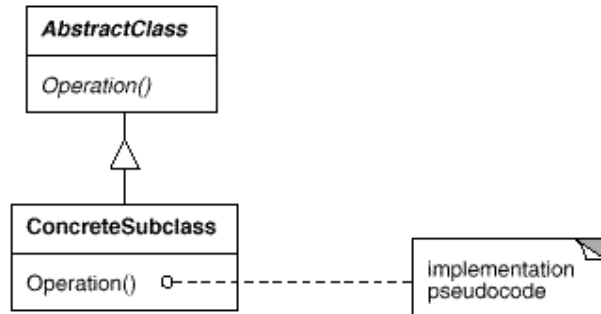 AbstractClass
Operation()
ConcreteSubclass
Operation()
implementation
pseudocode